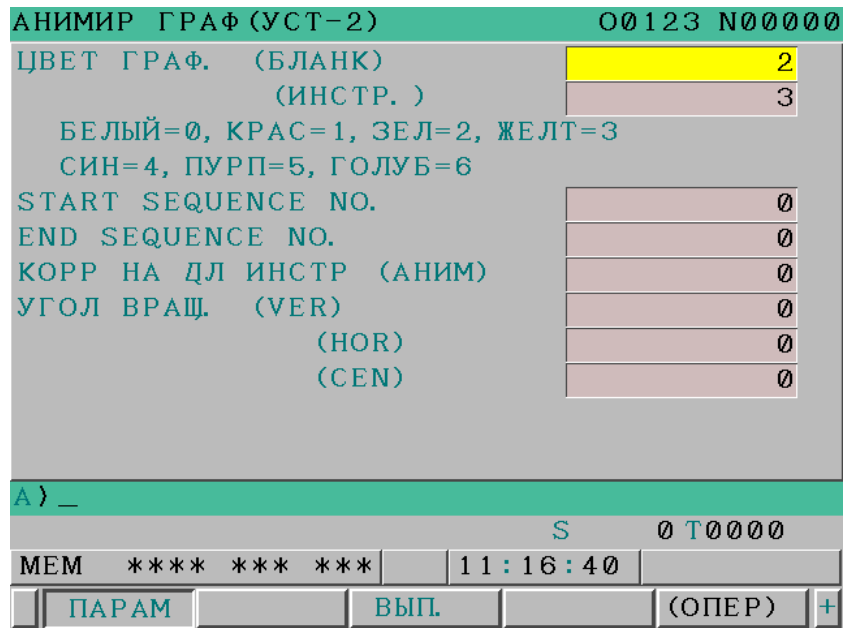 АНИМИР ГРАФ(УСТ-2) O0123 N00000
ЦВЕТ ГРАФ. (БЛАНК) 2
(ИНСТР.) 3
БЕЛЫЙ=0, КРАС=1, ЗЕЛ=2, ЖЕЛТ=3
СИН=4, ПУРП=5, ГОЛУБ=6
START SEQUENCE NO. 0
END SEQUENCE NO. 0
КОРР НА ДЛ ИНСТР (АНИМ) 0
УГОЛ ВРАЩ. (VER) 0
(HOR) 0
(CEN) 0
A)_
S 0 T0000
MEM **** *** *** 11:16:40
ПАРАМ ВЫП. (ОПЕР) +